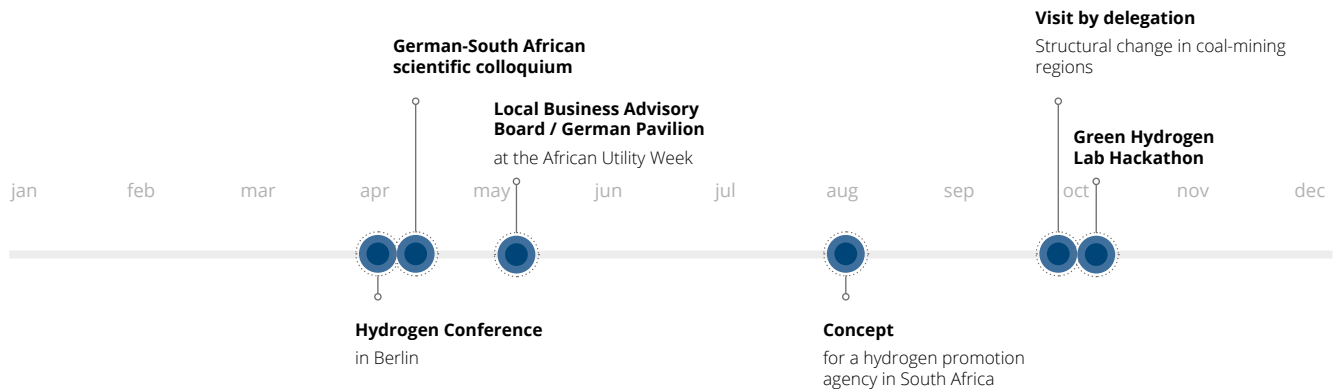 Visit by delegation
Structural change in coal-mining
regions
German-South African
scientific colloquium
Local Business Advisory
Board / German Pavilion
at the African Utility Week
Green Hydrogen
Lab Hackathon
jan feb mar apr may jun jul aug sep oct nov dec
Hydrogen Conference
in Berlin
Concept
for a hydrogen promotion
agency in South Africa